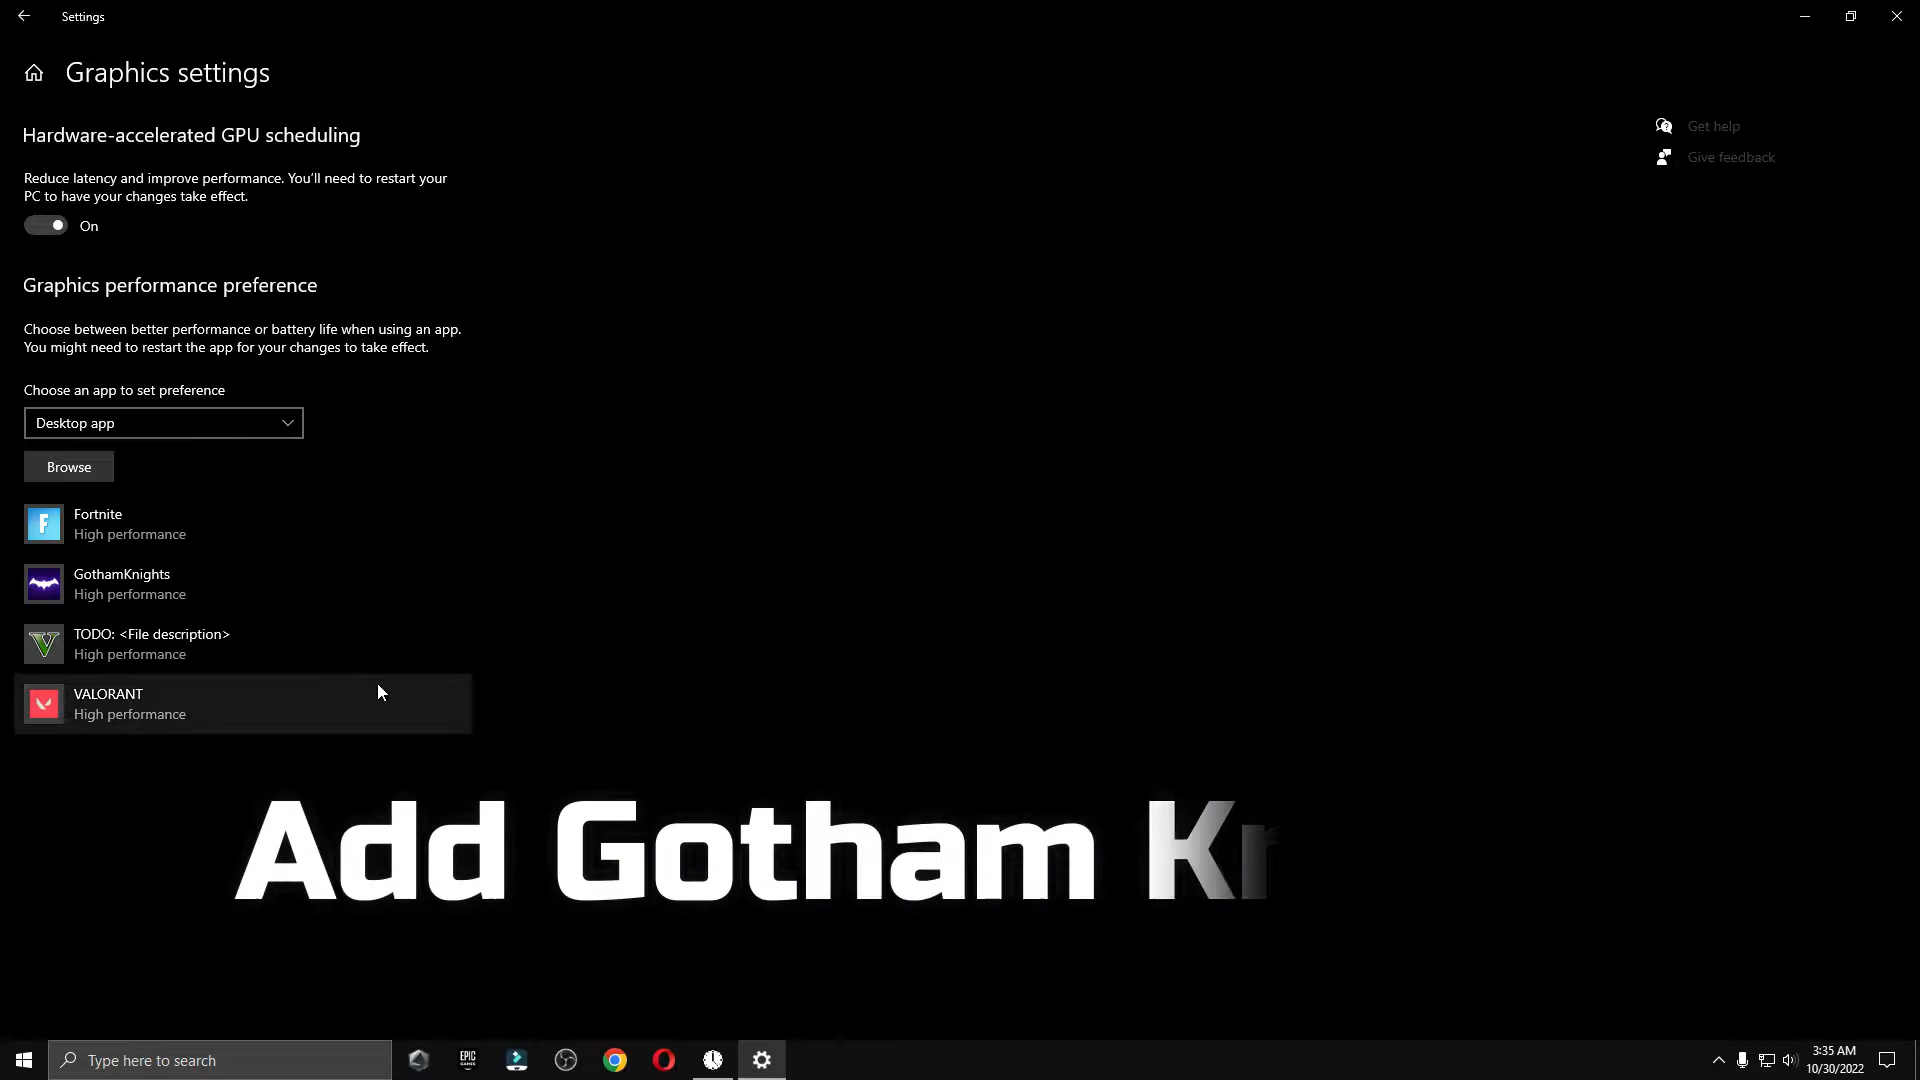 Settings
Graphics settings
Hardware-accelerated GPU scheduling
Reduce latency and improve performance. You'll need to restart your
PC to have your changes take effect.
On
Graphics performance preference
Choose between better performance or battery life when using an app.
You might need to restart the app for your changes to take effect.
Choose an app to set preference
Desktop app
Browse
Fortnite
High performance
GothamKnights
High performance
TODO: <File description>
High performance
VALORANT
High performance
Get help
Give feedback
Add Gotham Kn
Type here to search
EPIC
GAMES
3:35 AM
10/30/2022